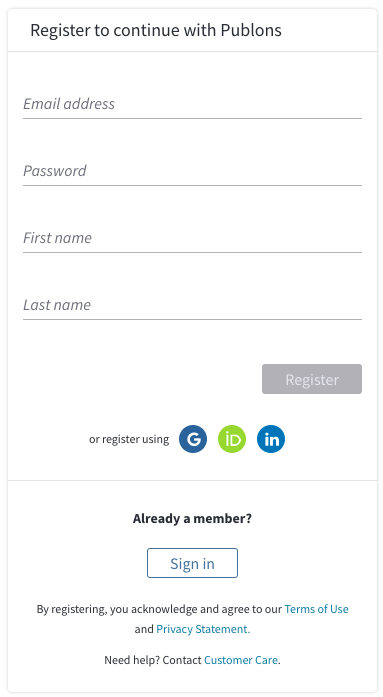 Register to continue with Publons
Email address
Password
First name
Last name
Register
or register using G iD in
Already a member?
Sign in
By registering, you acknowledge and agree to our Terms of Use
and Privacy Statement.
Need help? Contact Customer Care.